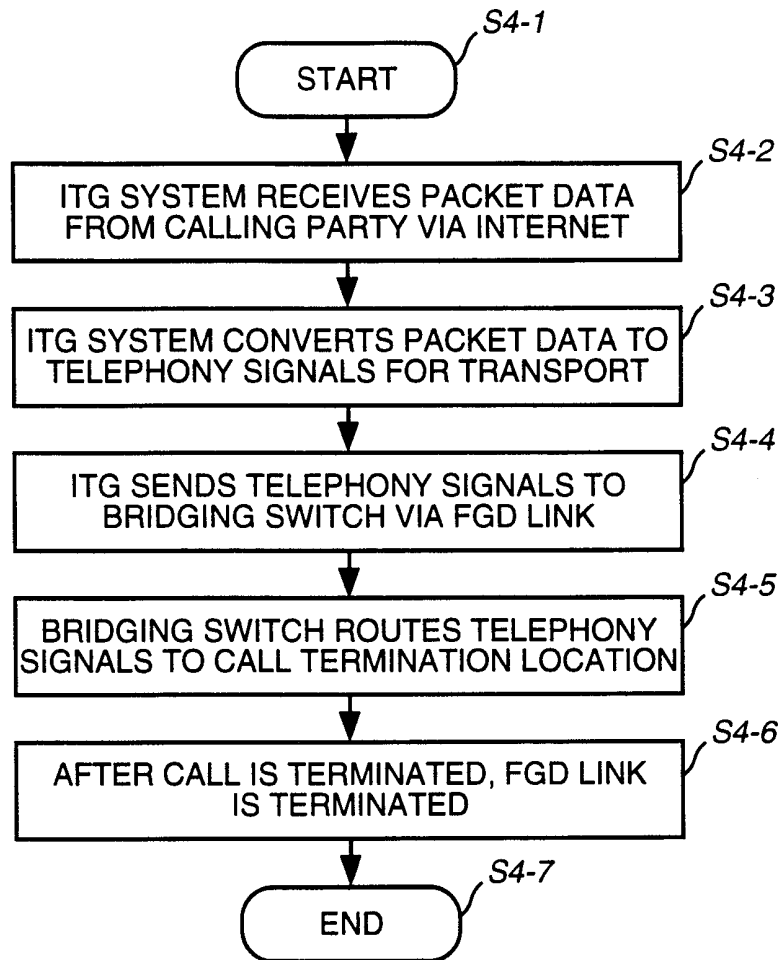 S4-1
START
S4-2
ITG SYSTEM RECEIVES PACKET DATA
FROM CALLING PARTY VIA INTERNET
S4-3
ITG SYSTEM CONVERTS PACKET DATA TO
TELEPHONY SIGNALS FOR TRANSPORT
S4-4
ITG SENDS TELEPHONY SIGNALS TO
BRIDGING SWITCH VIA FGD LINK
S4-5
BRIDGING SWITCH ROUTES TELEPHONY
SIGNALS TO CALL TERMINATION LOCATION
S4-6
AFTER CALL IS TERMINATED, FGD LINK
IS TERMINATED
S4-7
END